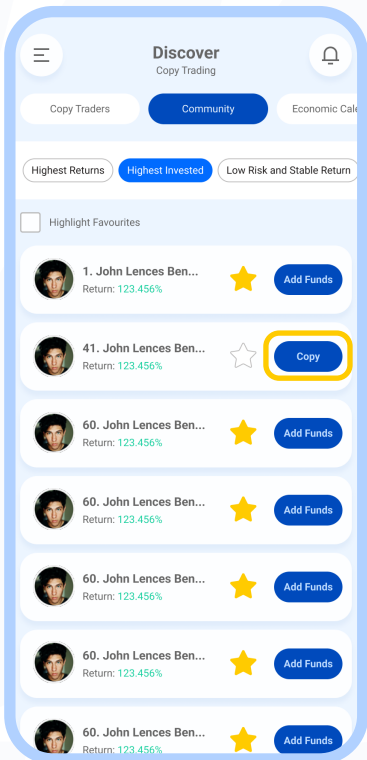 Discover
Copy Trading
Copy Traders
Community
Economic Cale
Highest Returns
Highest Invested
Low Risk and Stable Return
Highlight Favourites
1. John Lences Ben...
Return: 123.456%
Add Funds
41. John Lences Ben...
Return: 123.456%
Copy
60. John Lences Ben...
Return: 123.456%
Add Funds
60. John Lences Ben...
Return: 123.456%
Add Funds
60. John Lences Ben...
Return: 123.456%
Add Funds
60. John Lences Ben...
Return: 123.456%
Add Funds
60. John Lences Ben...
Return: 123.456%
Add Funds